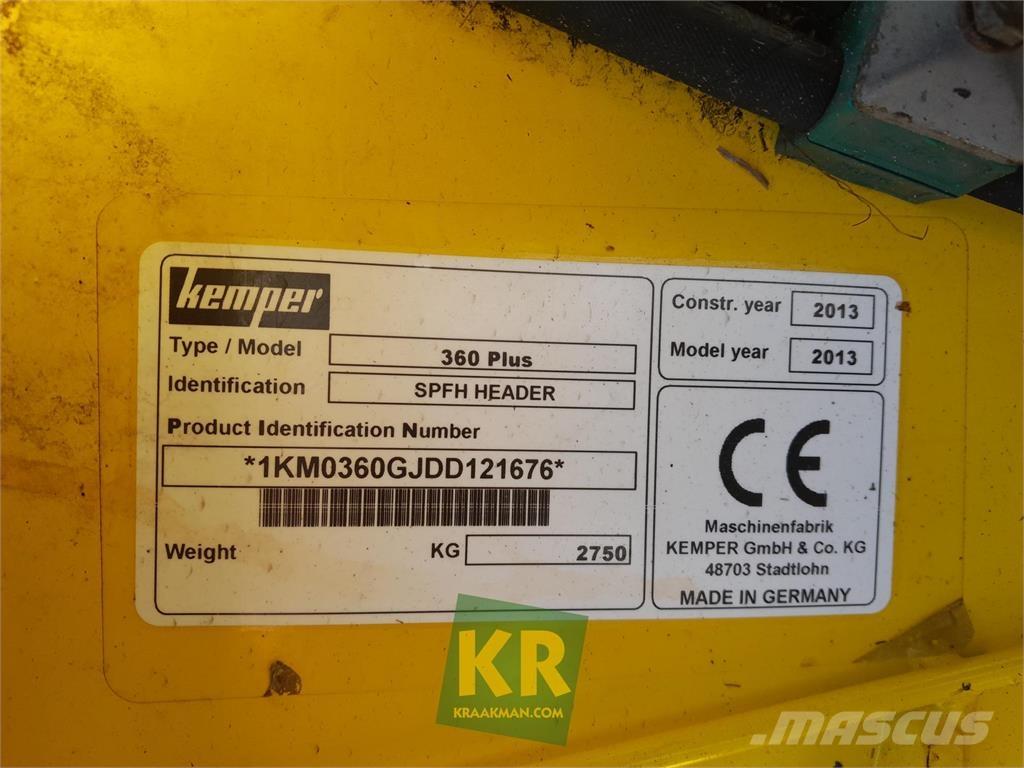 kemper
Type / Model 360 Plus
Identification SPFH HEADER
Product Identification Number
*1KM0360GJDD121676*
Weight KG 2750
Constr. year 2013
Model year 2013
CE
Maschinenfabrik
KEMPER GmbH & Co. KG
48703 Stadtlohn
MADE IN GERMANY
KR
KRAAKMAN.COM
MASCUS